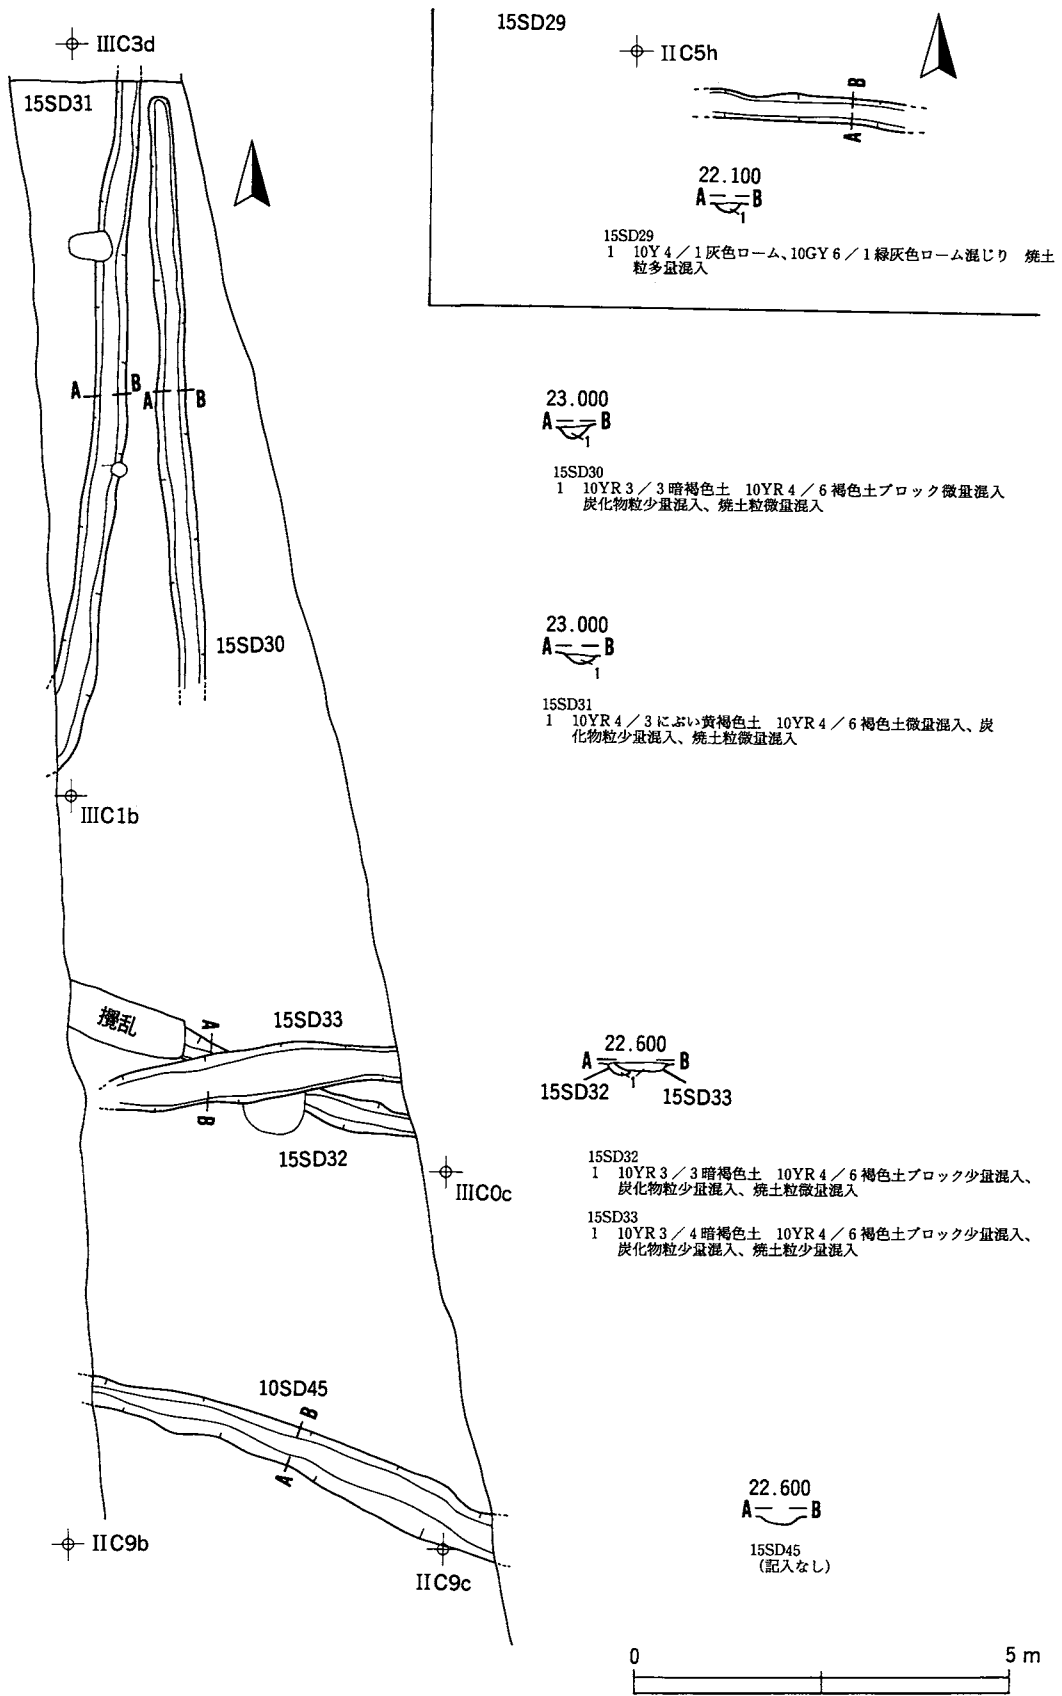 15SD29
ⅡC5h
B
A
22.100
A B
1
15SD29
1 10Y 4／1 灰色ローム、10GY 6／1 緑灰色ローム混じり 焼土
粒多量混入
ⅢC3d
15SD31
A B A B
15SD30
ⅢC1b
23.000
A B
1
15SD30
1 10YR 3／3 暗褐色土 10YR 4／6 褐色土ブロック微量混入
炭化物粒少量混入、焼土粒微量混入
23.000
A B
1
15SD31
1 10YR 4／3 にぶい黄褐色土 10YR 4／6 褐色土微量混入、炭
化物粒少量混入、焼土粒微量混入
攪乱
A
15SD33
B
15SD32
ⅢC0c
22.600
A B
1
15SD32 15SD33
15SD32
1 10YR 3／3 暗褐色土 10YR 4／6 褐色土ブロック少量混入、
炭化物粒少量混入、焼土粒微量混入
15SD33
1 10YR 3／4 暗褐色土 10YR 4／6 褐色土ブロック少量混入、
炭化物粒少量混入、焼土粒少量混入
10SD45
B
A
ⅡC9b
ⅡC9c
22.600
A B
15SD45
（記入なし）
0 5 m